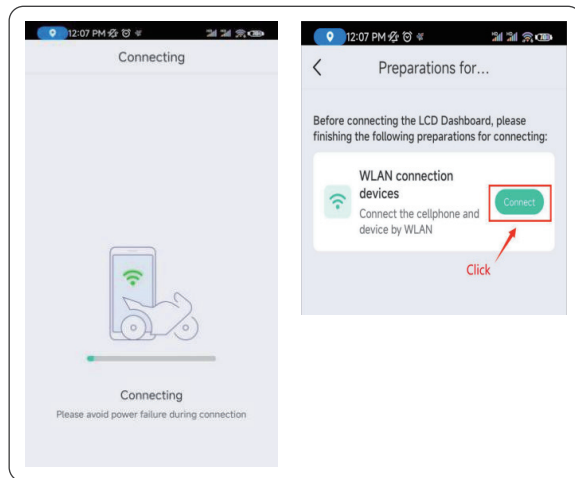 12:07 PM
Connecting
Connecting
Please avoid power failure during connection
12:07 PM
Preparations for...
Before connecting the LCD Dashboard, please
finishing the following preparations for connecting:
WLAN connection
devices
Connect the cellphone and
device by WLAN
Connect
Click